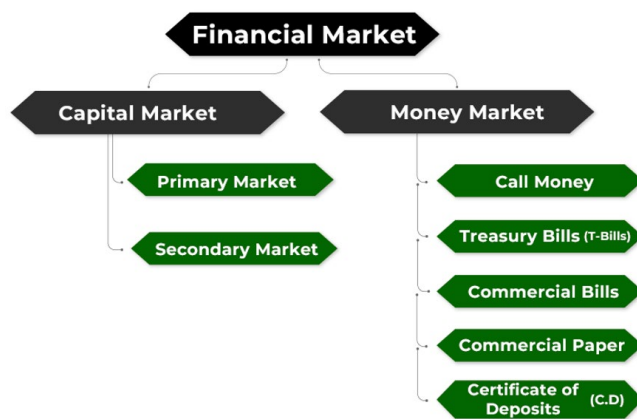 Financial Market
Capital Market
Primary Market
Secondary Market
Money Market
Call Money
Treasury Bills (T-Bills)
Commercial Bills
Commercial Paper
Certificate of
Deposits (C.D)